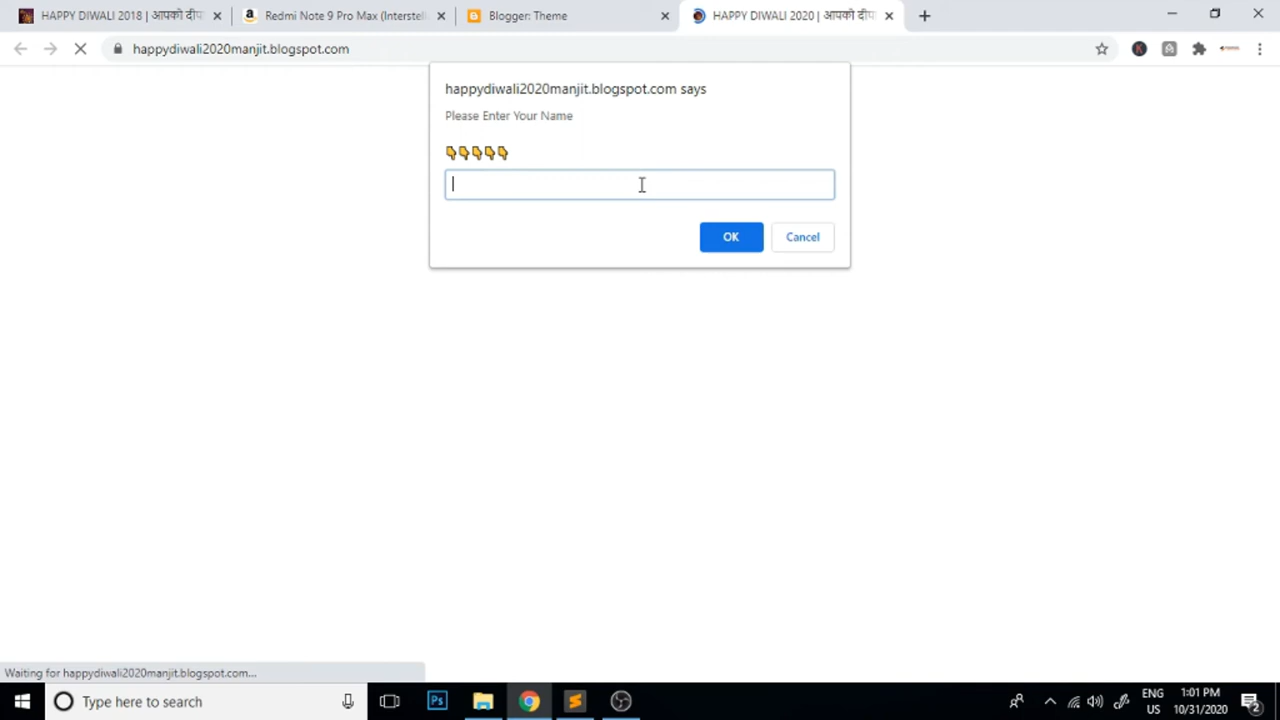 HAPPY DIWALI 2018 | आपको दीप
Redmi Note 9 Pro Max (Interstell
Blogger: Theme
HAPPY DIWALI 2020 | आपको दीपा
happydiwali2020manjit.blogspot.com
happydiwali2020manjit.blogspot.com says
Please Enter Your Name
👇👇👇👇👇
OK
Cancel
Waiting for happydiwali2020manjit.blogspot.com...
Type here to search
Ps
ENG
US
1:01 PM
10/31/2020
2